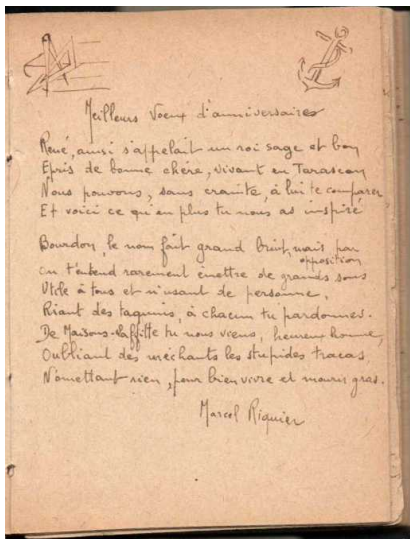 Meilleurs Voeux d'anniversaires
René, ainsi s'appelait un roi sage et bon
Epris de bonne chère, vivant en Tarascon
Nous pouvons, sans crainte, à lui te comparer
Et voici ce qu'en plus tu nous as inspiré
Bourdon, le nom fait grand bruit, mais par opposition
on t'entend rarement émettre de grands sons
Utile à tous et n'usant de personne,
Riant des taquins, à chacun tu pardonnes.
De Maisons-Laffitte tu nous viens, heureux homme,
Oubliant des méchants les stupides tracas,
N'omettant rien, pour bien vivre et mourir gras.
Marcel Riquier